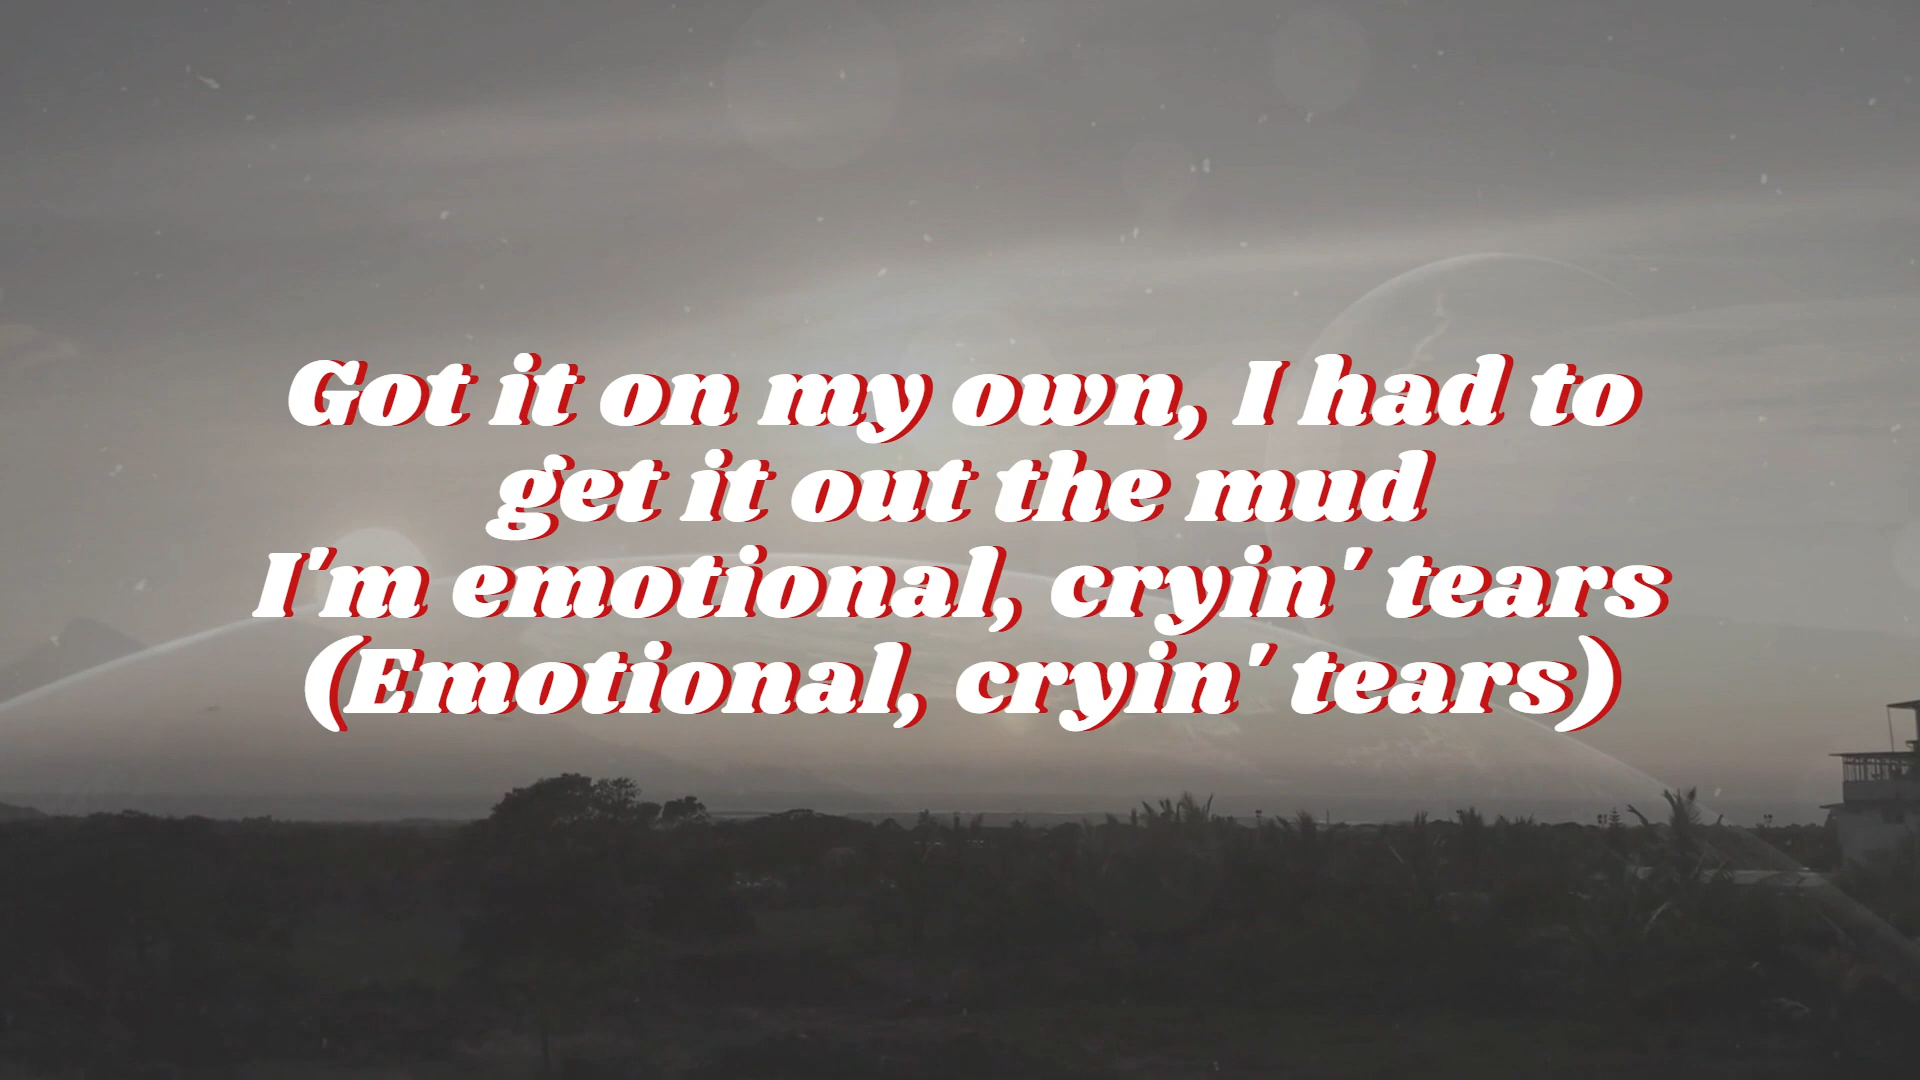 Got it on my own, I had to
get it out the mud
I'm emotional, cryin' tears
(Emotional, cryin' tears)